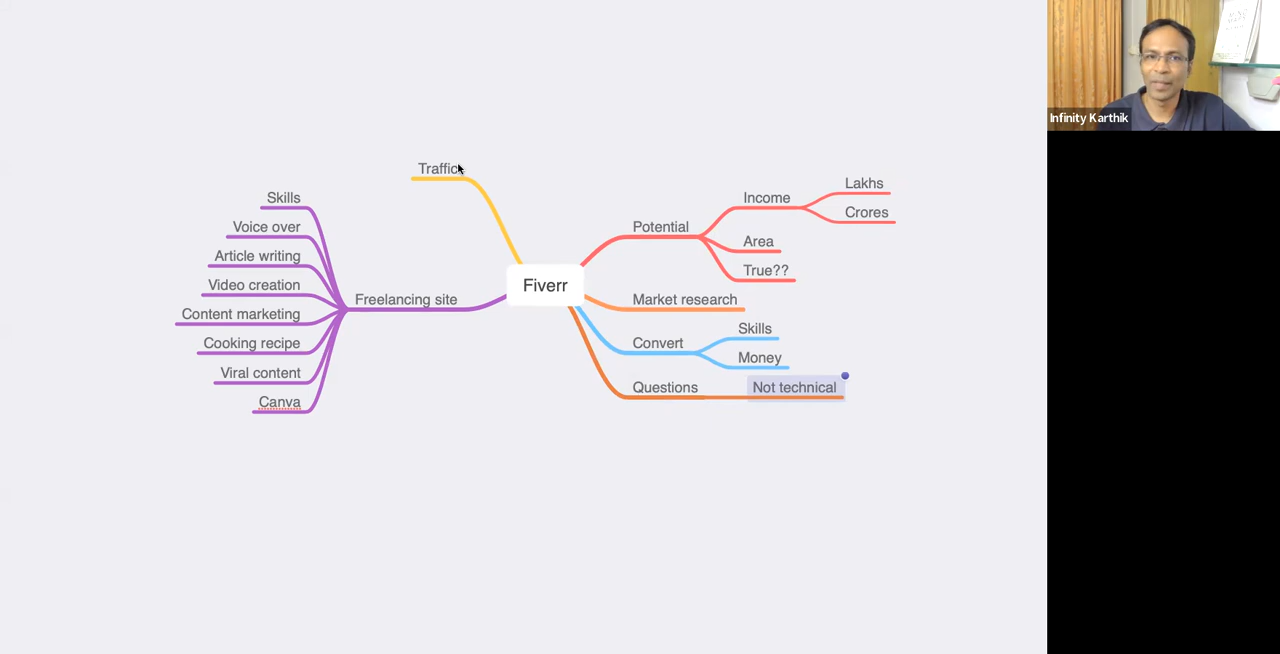 Infinity Karthik
Traffic
Skills
Voice over
Article writing
Video creation
Content marketing
Cooking recipe
Viral content
Canva
Freelancing site
Fiverr
Potential
Income
Lakhs
Crores
Area
True??
Market research
Convert
Skills
Money
Questions
Not technical